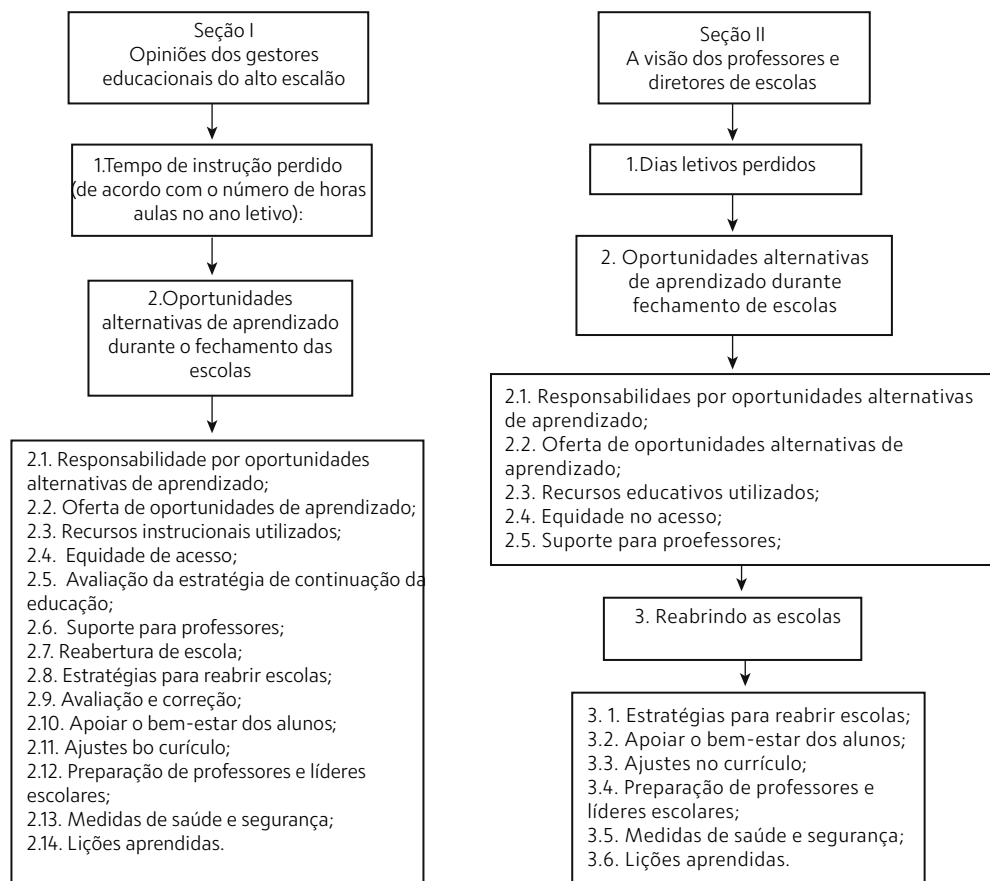 Seção I
Opiniões dos gestores
educacionais do alto escalão
1.Tempo de instrução perdido
(de acordo com o número de horas
aulas no ano letivo):
2.Oportunidades
alternativas de aprendizado
durante o fechamento das
escolas
2.1. Responsabilidade por oportunidades
alternativas de aprendizado;
2.2. Oferta de oportunidades de aprendizado;
2.3. Recursos instrucionais utilizados;
2.4. Equidade de acesso;
2.5. Avaliação da estratégia de continuação da
educação;
2.6. Suporte para professores;
2.7. Reabertura de escola;
2.8. Estratégias para reabrir escolas;
2.9. Avaliação e correção;
2.10. Apoiar o bem-estar dos alunos;
2.11. Ajustes bo curículo;
2.12. Preparação de professores e líderes
escolares;
2.13. Medidas de saúde e segurança;
2.14. Lições aprendidas.
Seção II
A visão dos professores e
diretores de escolas
1.Dias letivos perdidos
2. Oportunidades alternativas
de aprendizado durante
fechamento de escolas
2.1. Responsabilidaes por oportunidades alternativas
de aprendizado;
2.2. Oferta de oportunidades alternativas de
aprendizado;
2.3. Recursos educativos utilizados;
2.4. Equidade no acesso;
2.5. Suporte para proefessores;
3. Reabrindo as escolas
3. 1. Estratégias para reabrir escolas;
3.2. Apoiar o bem-estar dos alunos;
3.3. Ajustes no currículo;
3.4. Preparação de professores e
líderes escolares;
3.5. Medidas de saúde e segurança;
3.6. Lições aprendidas.